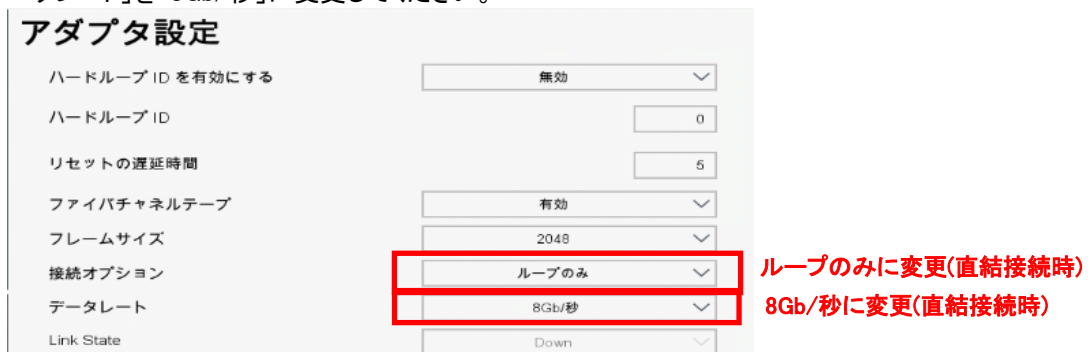 アダプタ設定
ハードループ ID を有効にする 無効
ハードループ ID 0
リセットの遅延時間 5
ファイバチャネルテープ 有効
フレームサイズ 2048
接続オプション ループのみ ループのみに変更(直結接続時)
データレート 8Gb/秒 8Gb/秒に変更(直結接続時)
Link State Down